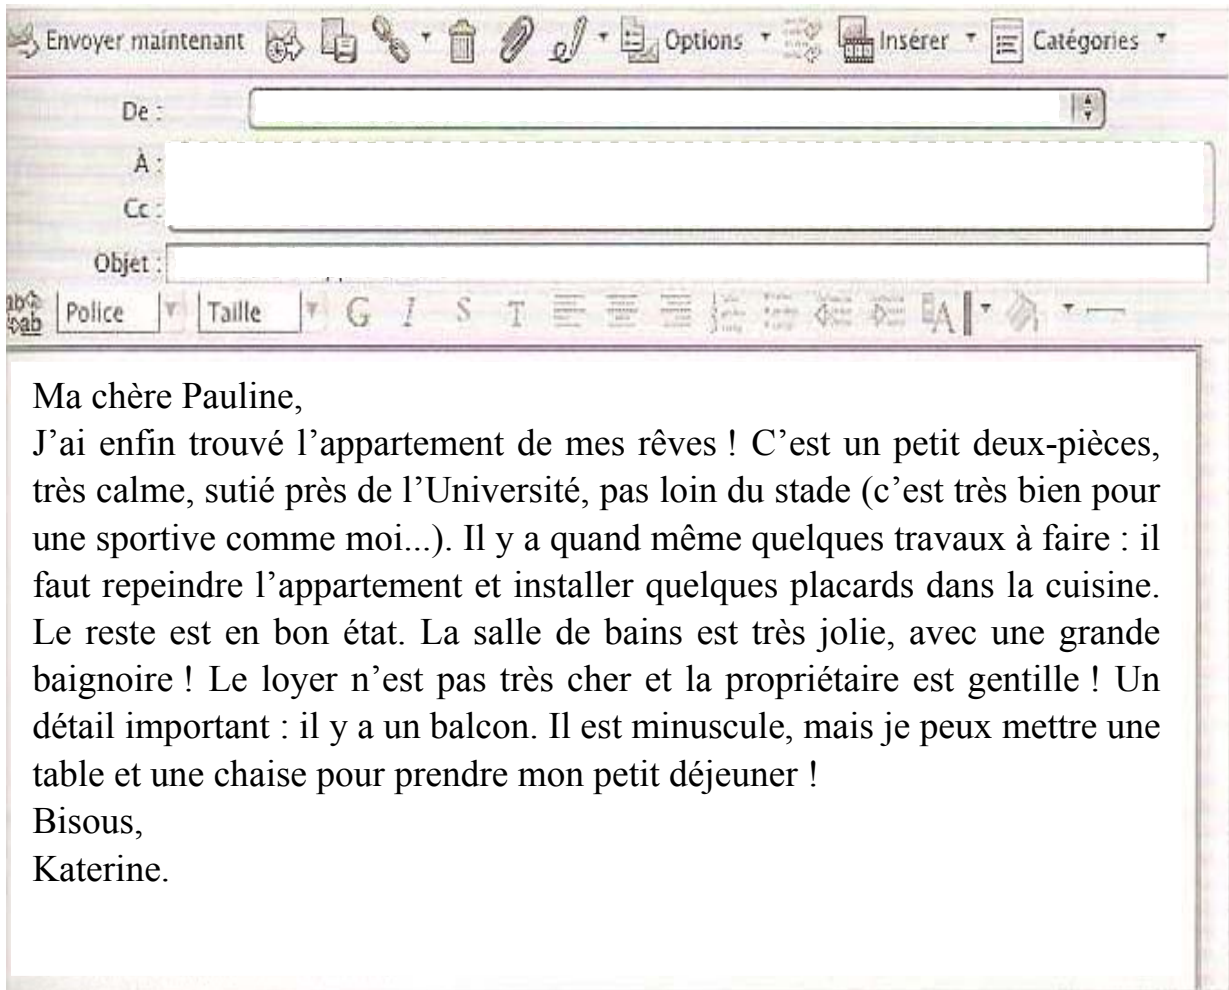 Envoyer maintenant Options Insérer Catégories
De :
À :
Cc :
Objet :
Police Taille G I S T
Ma chère Pauline,
J’ai enfin trouvé l’appartement de mes rêves ! C’est un petit deux-pièces,
très calme, sutié près de l’Université, pas loin du stade (c’est très bien pour
une sportive comme moi...). Il y a quand même quelques travaux à faire : il
faut repeindre l’appartement et installer quelques placards dans la cuisine.
Le reste est en bon état. La salle de bains est très jolie, avec une grande
baignoire ! Le loyer n’est pas très cher et la propriétaire est gentille ! Un
détail important : il y a un balcon. Il est minuscule, mais je peux mettre une
table et une chaise pour prendre mon petit déjeuner !
Bisous,
Katerine.